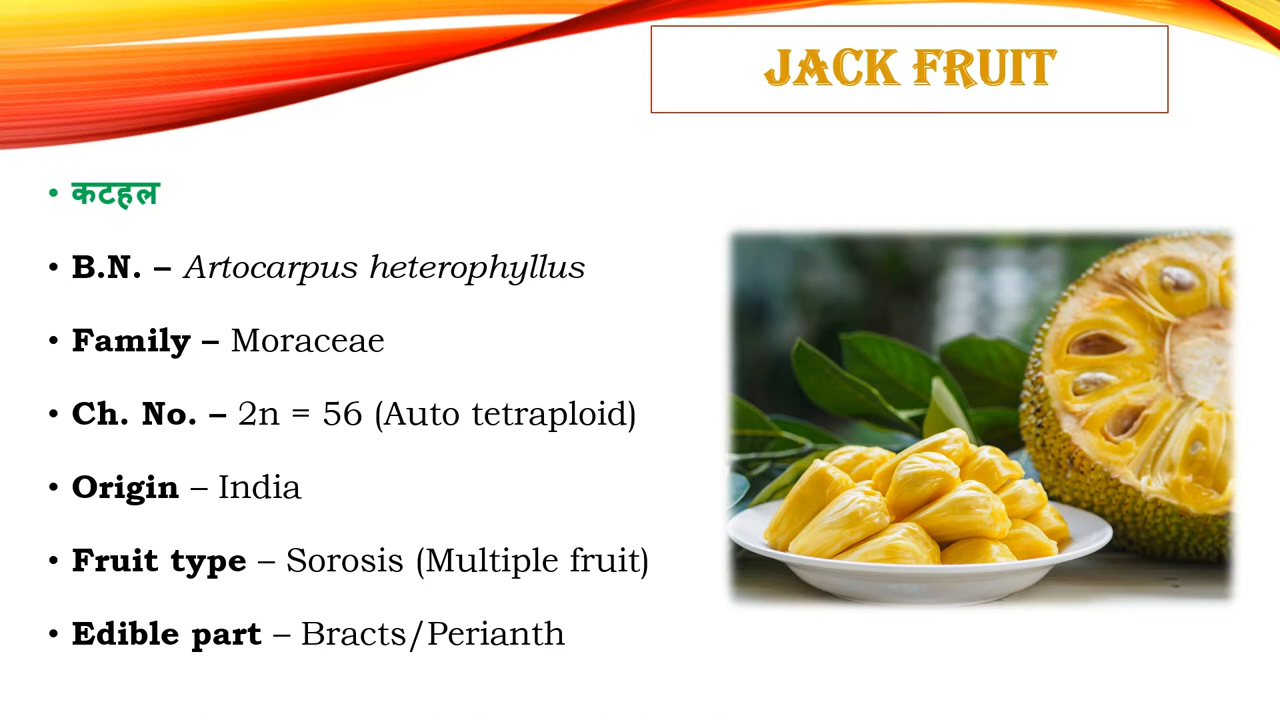 JACK FRUIT
• कटहल
• B.N. – Artocarpus heterophyllus
• Family – Moraceae
• Ch. No. – 2n = 56 (Auto tetraploid)
• Origin – India
• Fruit type – Sorosis (Multiple fruit)
• Edible part – Bracts/Perianth